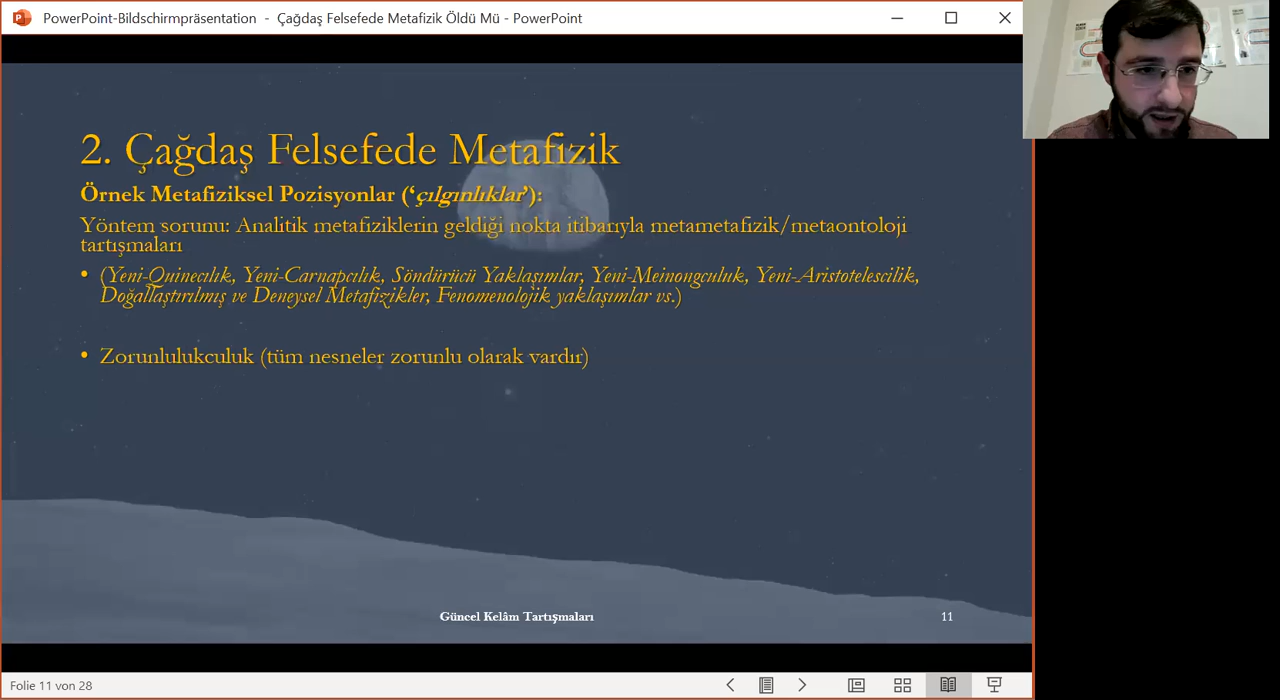 PowerPoint-Bildschirmpräsentation - Çağdaş Felsefede Metafizik Öldü Mü - PowerPoint
2. Çağdaş Felsefede Metafizik
Örnek Metafiziksel Pozisyonlar (‘çılgınlıklar’):
Yöntem sorunu: Analitik metafiziklerin geldiği nokta itibarıyla metametafizik/metaontoloji
tartışmaları
• (Yeni-Quinecılık, Yeni-Carnapcılık, Söndürücü Yaklaşımlar, Yeni-Meinongculuk, Yeni-Aristotelescilik,
Doğallaştırılmış ve Deneysel Metafizikler, Fenomenolojik yaklaşımlar vs.)
• Zorunlulukculuk (tüm nesneler zorunlu olarak vardır)
Güncel Kelâm Tartışmaları
11
Folie 11 von 28